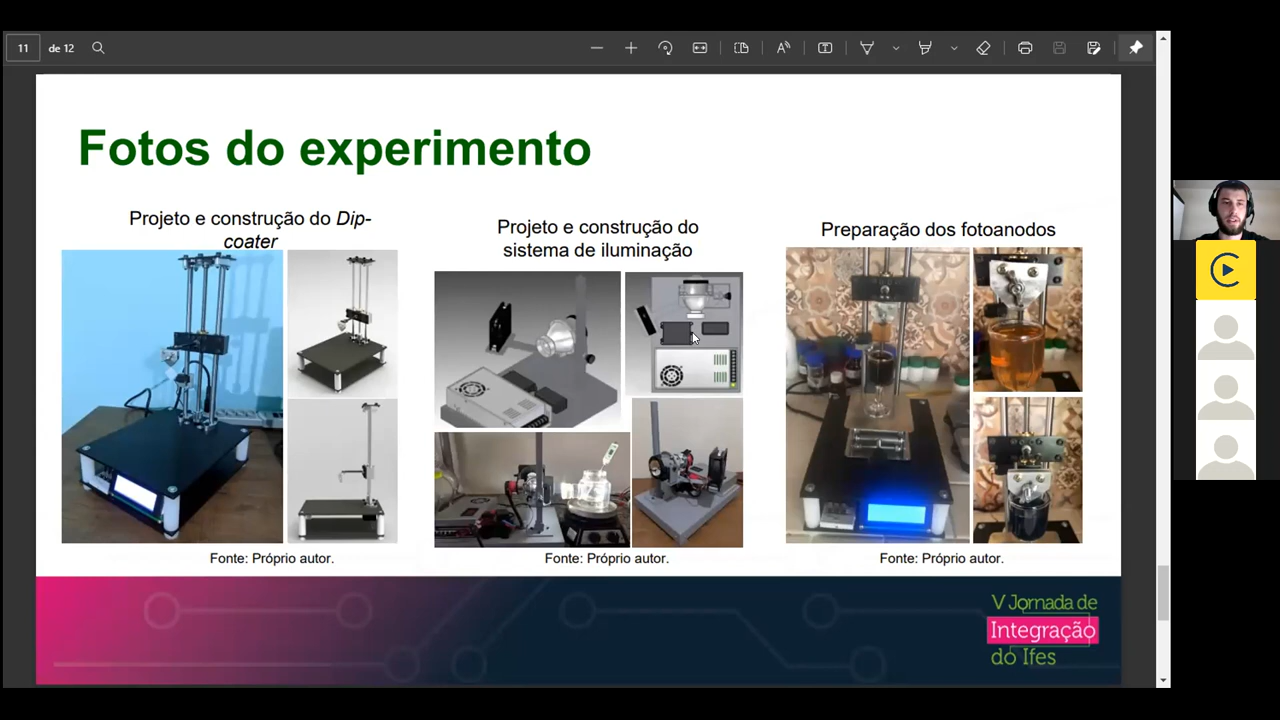 11
de 12
Fotos do experimento
Projeto e construção do Dip-
coater
Projeto e construção do
sistema de iluminação
Preparação dos fotoanodos
Fonte: Próprio autor.
Fonte: Próprio autor.
Fonte: Próprio autor.
V Jornada de
Integração
do Ifes